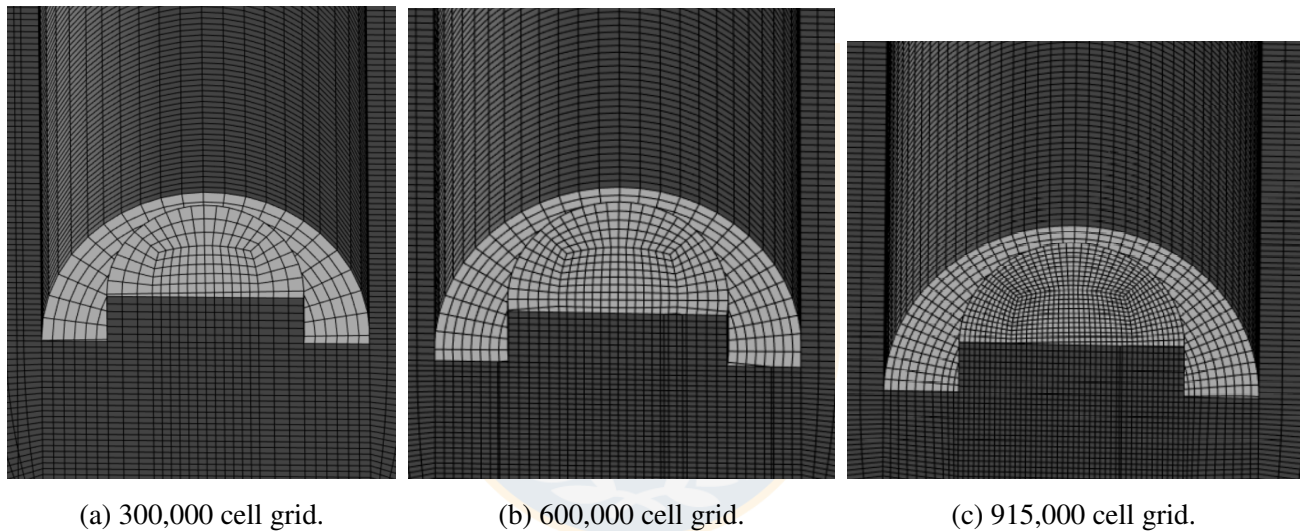 (a) 300,000 cell grid.
(b) 600,000 cell grid.
(c) 915,000 cell grid.